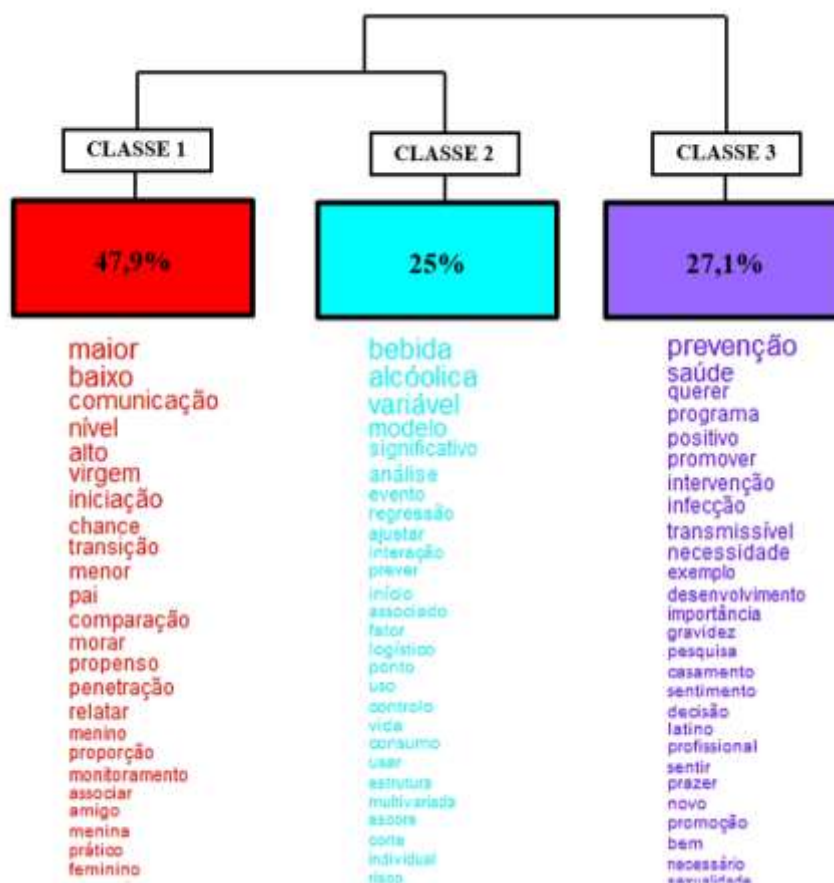 CLASSE 1
47,9%
maior
baixo
comunicação
nível
alto
virgem
iniciação
chance
transição
menor
pai
comparação
morar
propenso
penetração
relatar
menino
proporção
monitoramento
associar
amigo
menina
prático
feminino
CLASSE 2
25%
bebida
alcóolica
variável
modelo
significativo
análise
evento
regressão
ajustar
interação
prever
início
associado
fator
logístico
ponto
uso
controlo
vida
consumo
usar
estrutura
multivariada
escore
corte
individual
risco
CLASSE 3
27,1%
prevenção
saúde
querer
programa
positivo
promover
intervenção
infecção
transmissível
necessidade
exemplo
desenvolvimento
importância
gravidez
pesquisa
casamento
sentimento
decisão
latino
profissional
sentir
prazer
novo
promoção
bem
necessário
sexualidade